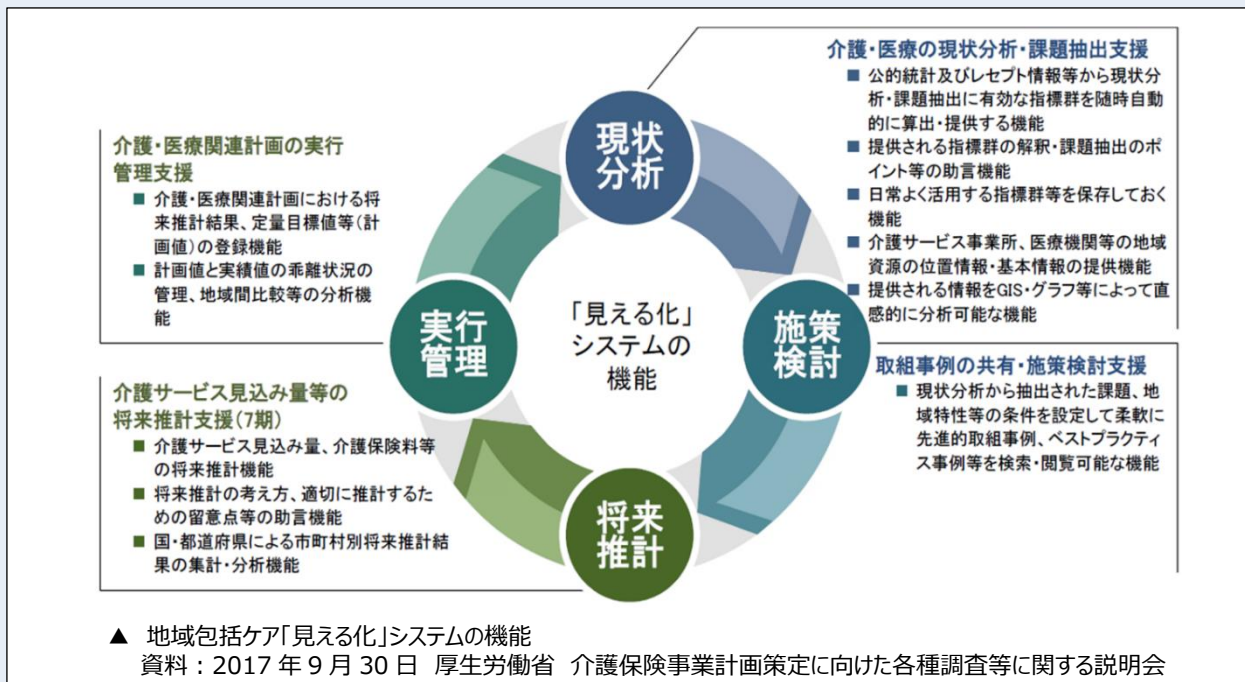 介護・医療の現状分析・課題抽出支援
■ 公的統計及びレセプト情報等から現状分
析・課題抽出に有効な指標群を随時自動
的に算出・提供する機能
■ 提供される指標群の解釈・課題抽出のポ
イント等の助言機能
■ 日常よく活用する指標群等を保存しておく
機能
■ 介護サービス事業所、医療機関等の地域
資源の位置情報・基本情報の提供機能
■ 提供される情報をGIS・グラフ等によって直
感的に分析可能な機能
現状
分析
介護・医療関連計画の実行
管理支援
■ 介護・医療関連計画における将
来推計結果、定量目標値等(計
画値)の登録機能
■ 計画値と実績値の乖離状況の
管理、地域間比較等の分析機
能
実行
管理
「見える化」
システムの
機能
施策
検討
取組事例の共有・施策検討支援
■ 現状分析から抽出された課題、地
域特性等の条件を設定して柔軟に
先進的取組事例、ベストプラクティ
ス事例等を検索・閲覧可能な機能
介護サービス見込み量等の
将来推計支援(7期)
■ 介護サービス見込み量、介護保険料等
の将来推計機能
■ 将来推計の考え方、適切に推計するた
めの留意点等の助言機能
■ 国・都道府県による市町村別将来推計結
果の集計・分析機能
将来
推計
▲ 地域包括ケア「見える化」システムの機能
資料：2017年9月30日 厚生労働省 介護保険事業計画策定に向けた各種調査等に関する説明会